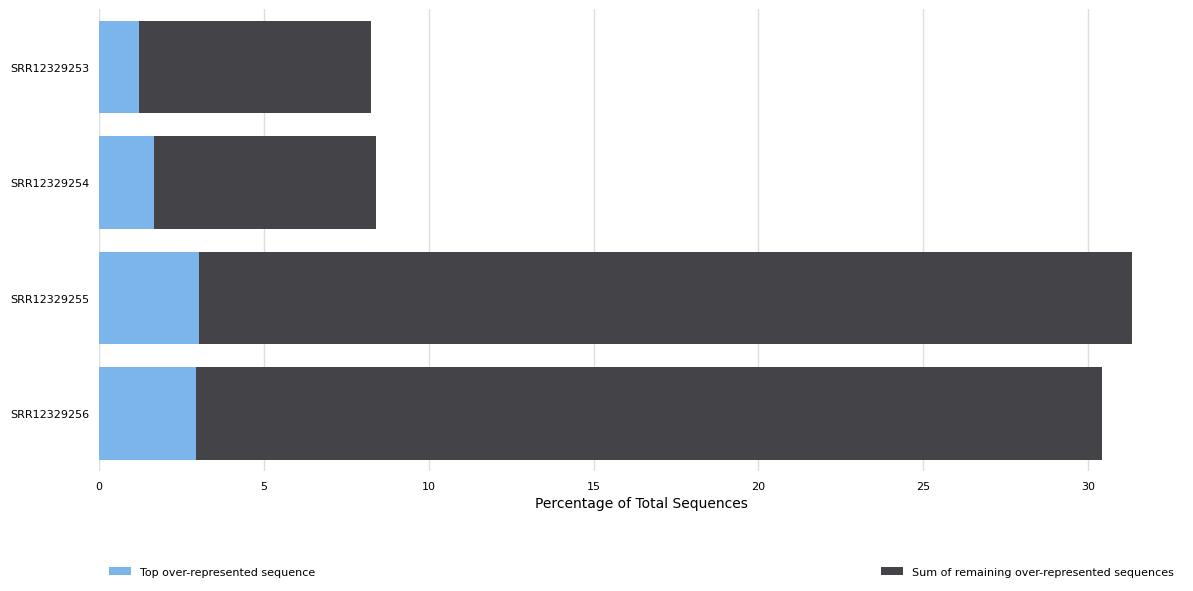 SRR12329253
SRR12329254
SRR12329255
SRR12329256
0 5 10 15 20 25 30
Percentage of Total Sequences
Top over-represented sequence Sum of remaining over-represented sequences